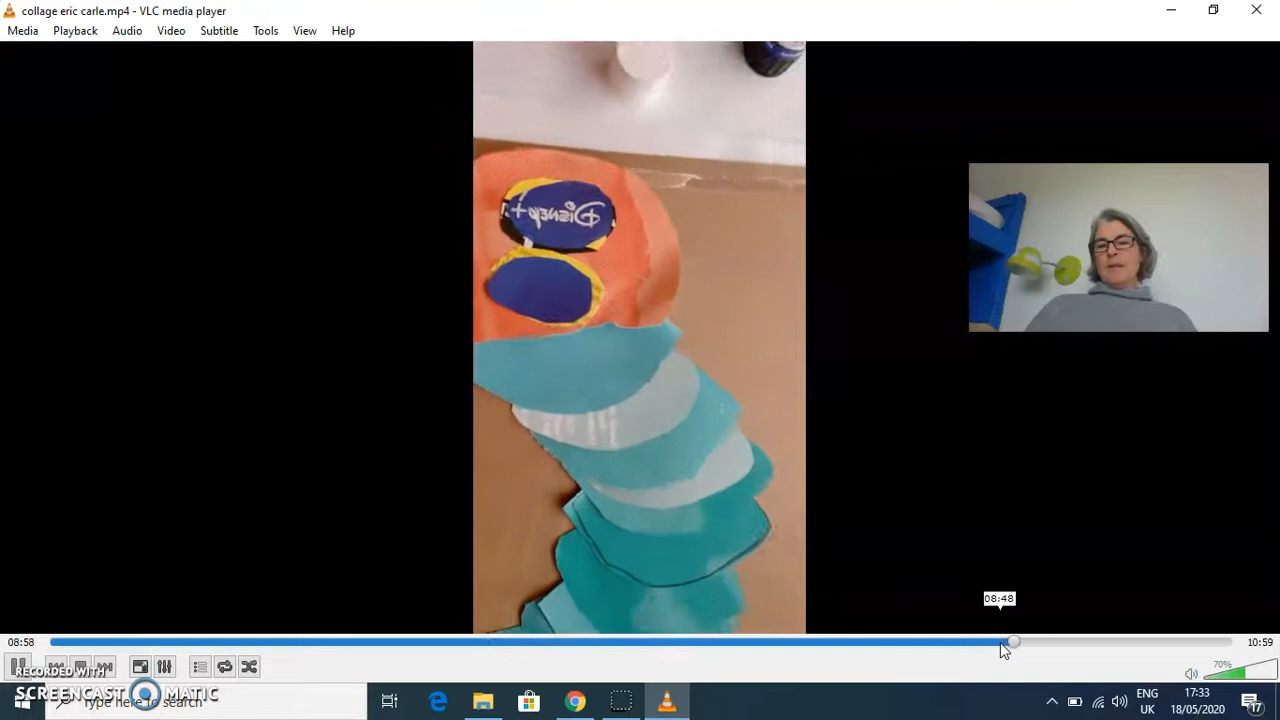 collage eric carle.mp4 - VLC media player
Media Playback Audio Video Subtitle Tools View Help
Disney+
08:48
08:58
10:59
70%
RECORDED WITH
SCREENCAST MATIC
Type here to search
ENG
UK
17:33
18/05/2020
17